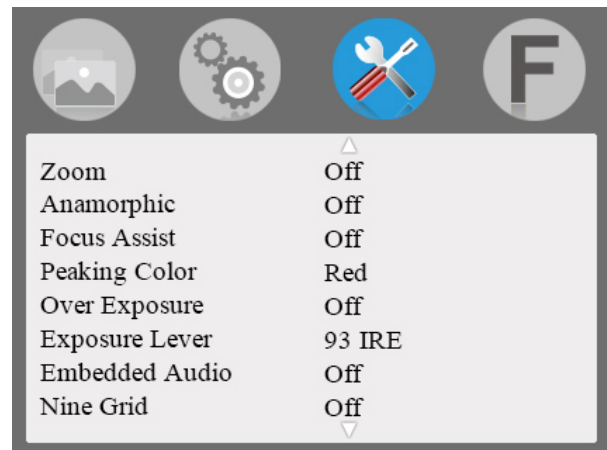 F
Zoom Off
Anamorphic Off
Focus Assist Off
Peaking Color Red
Over Exposure Off
Exposure Lever 93 IRE
Embedded Audio Off
Nine Grid Off